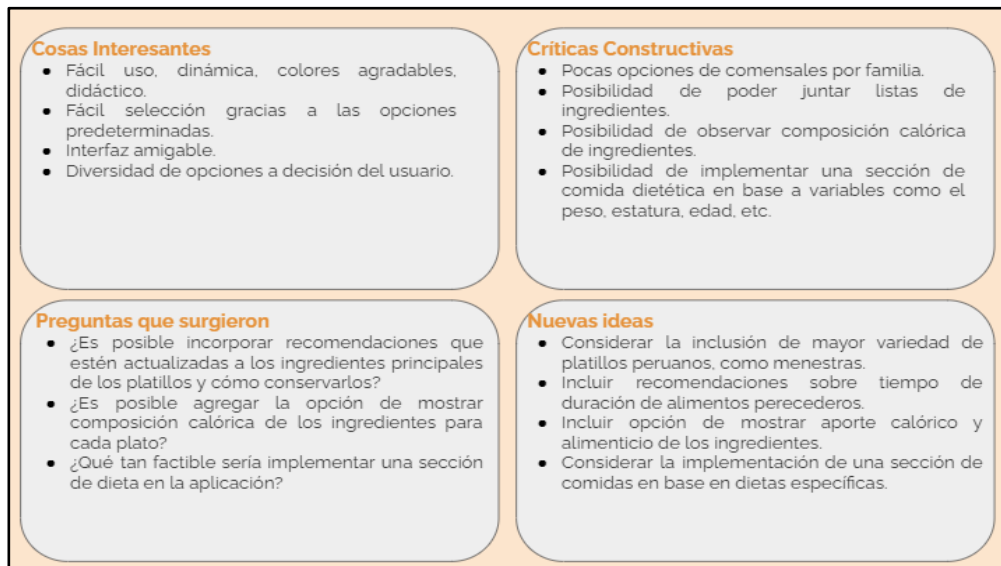 Cosas Interesantes
● Fácil uso, dinámica, colores agradables,
didáctico.
● Fácil selección gracias a las opciones
predeterminadas.
● Interfaz amigable.
● Diversidad de opciones a decisión del usuario.
Críticas Constructivas
● Pocas opciones de comensales por familia.
● Posibilidad de poder juntar listas de
ingredientes.
● Posibilidad de observar composición calórica
de ingredientes.
● Posibilidad de implementar una sección de
comida dietética en base a variables como el
peso, estatura, edad, etc.
Preguntas que surgieron
● ¿Es posible incorporar recomendaciones que
estén actualizadas a los ingredientes principales
de los platillos y cómo conservarlos?
● ¿Es posible agregar la opción de mostrar
composición calórica de los ingredientes para
cada plato?
● ¿Qué tan factible sería implementar una sección
de dieta en la aplicación?
Nuevas ideas
● Considerar la inclusión de mayor variedad de
platillos peruanos, como menestras.
● Incluir recomendaciones sobre tiempo de
duración de alimentos perecederos.
● Incluir opción de mostrar aporte calórico y
alimenticio de los ingredientes.
● Considerar la implementación de una sección de
comidas en base en dietas específicas.